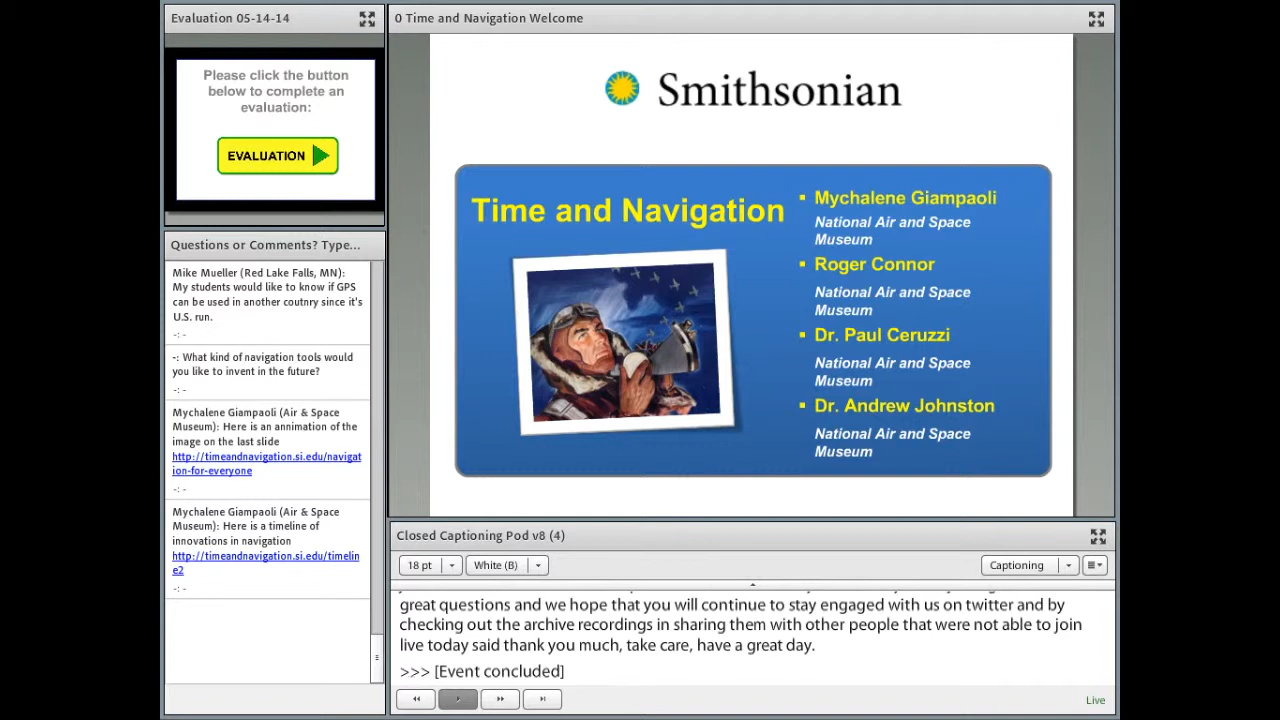 Evaluation 05-14-14
Please click the button
below to complete an
evaluation:
EVALUATION
Questions or Comments? Type...
Mike Mueller (Red Lake Falls, MN):
My students would like to know if GPS
can be used in another coutnry since it's
U.S. run.
-: -
-: What kind of navigation tools would
you like to invent in the future?
-: -
Mychalene Giampaoli (Air & Space
Museum): Here is an annimation of the
image on the last slide
http://timeandnavigation.si.edu/navigat
ion-for-everyone
-: -
Mychalene Giampaoli (Air & Space
Museum): Here is a timeline of
innovations in navigation
http://timeandnavigation.si.edu/timelin
e2
-: -
0 Time and Navigation Welcome
Smithsonian
Time and Navigation
▪ Mychalene Giampaoli
National Air and Space
Museum
▪ Roger Connor
National Air and Space
Museum
▪ Dr. Paul Ceruzzi
National Air and Space
Museum
▪ Dr. Andrew Johnston
National Air and Space
Museum
Closed Captioning Pod v8 (4)
18 pt White (B) Captioning
great questions and we hope that you will continue to stay engaged with us on twitter and by
checking out the archive recordings in sharing them with other people that were not able to join
live today said thank you much, take care, have a great day.
>>> [Event concluded]
Live